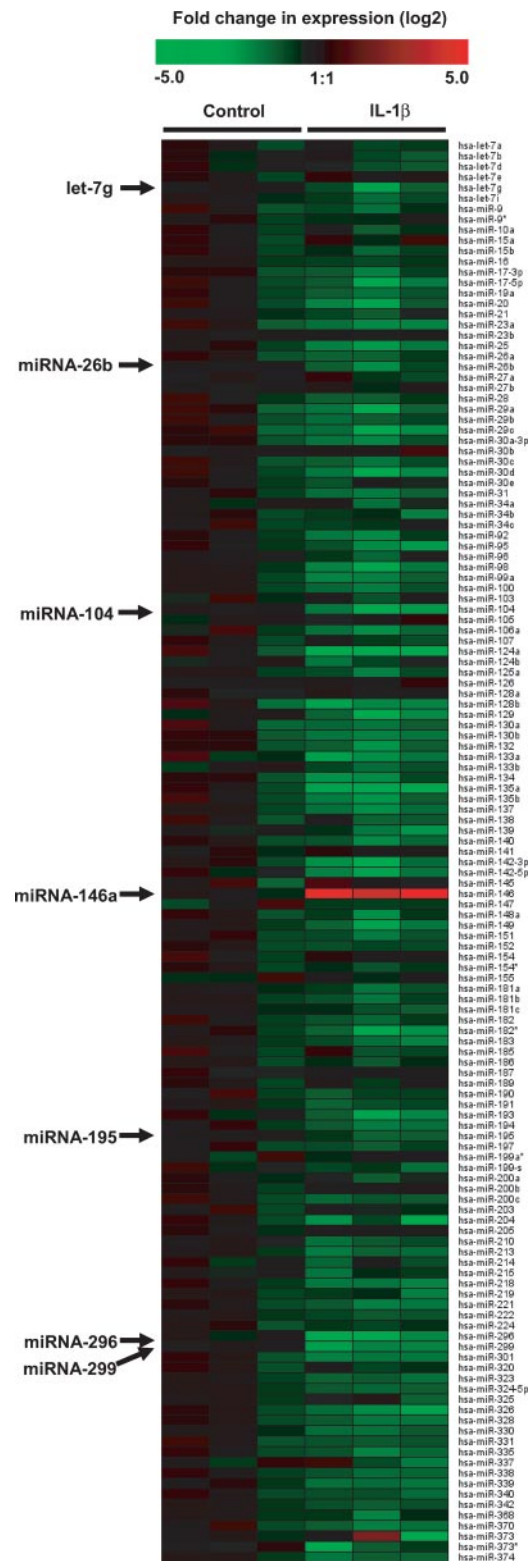 Fold change in expression (log2)
-5.0 1:1 5.0
Control IL-1β
hsa-let-7a
hsa-let-7b
hsa-let-7d
hsa-let-7e
let-7g hsa-let-7g
hsa-let-7i
hsa-miR-9
hsa-miR-9*
hsa-miR-10a
hsa-miR-15a
hsa-miR-15b
hsa-miR-16
hsa-miR-17-3p
hsa-miR-17-5p
hsa-miR-19a
hsa-miR-20
hsa-miR-21
hsa-miR-23a
hsa-miR-23b
hsa-miR-25
hsa-miR-26a
miRNA-26b hsa-miR-26b
hsa-miR-27a
hsa-miR-27b
hsa-miR-28
hsa-miR-29a
hsa-miR-29b
hsa-miR-29c
hsa-miR-30a-3p
hsa-miR-30b
hsa-miR-30c
hsa-miR-30d
hsa-miR-30e
hsa-miR-31
hsa-miR-34a
hsa-miR-34b
hsa-miR-34c
hsa-miR-92
hsa-miR-95
hsa-miR-96
hsa-miR-98
hsa-miR-99a
hsa-miR-100
hsa-miR-103
miRNA-104 hsa-miR-104
hsa-miR-105
hsa-miR-106a
hsa-miR-107
hsa-miR-124a
hsa-miR-124b
hsa-miR-125a
hsa-miR-126
hsa-miR-128a
hsa-miR-128b
hsa-miR-129
hsa-miR-130a
hsa-miR-130b
hsa-miR-132
hsa-miR-133a
hsa-miR-133b
hsa-miR-134
hsa-miR-135a
hsa-miR-135b
hsa-miR-137
hsa-miR-138
hsa-miR-139
hsa-miR-140
hsa-miR-141
hsa-miR-142-3p
hsa-miR-142-5p
hsa-miR-145
miRNA-146a hsa-miR-146
hsa-miR-147
hsa-miR-148a
hsa-miR-149
hsa-miR-151
hsa-miR-152
hsa-miR-154
hsa-miR-154*
hsa-miR-155
hsa-miR-181a
hsa-miR-181b
hsa-miR-181c
hsa-miR-182
hsa-miR-182*
hsa-miR-183
hsa-miR-185
hsa-miR-186
hsa-miR-187
hsa-miR-189
hsa-miR-190
hsa-miR-191
hsa-miR-193
hsa-miR-194
miRNA-195 hsa-miR-195
hsa-miR-197
hsa-miR-199a*
hsa-miR-199-s
hsa-miR-200a
hsa-miR-200b
hsa-miR-200c
hsa-miR-203
hsa-miR-204
hsa-miR-205
hsa-miR-210
hsa-miR-213
hsa-miR-214
hsa-miR-215
hsa-miR-218
hsa-miR-219
hsa-miR-221
hsa-miR-222
hsa-miR-224
miRNA-296 hsa-miR-296
miRNA-299 hsa-miR-299
hsa-miR-301
hsa-miR-320
hsa-miR-323
hsa-miR-324-5p
hsa-miR-325
hsa-miR-326
hsa-miR-328
hsa-miR-330
hsa-miR-331
hsa-miR-335
hsa-miR-337
hsa-miR-338
hsa-miR-339
hsa-miR-340
hsa-miR-342
hsa-miR-368
hsa-miR-370
hsa-miR-373
hsa-miR-373*
hsa-miR-374